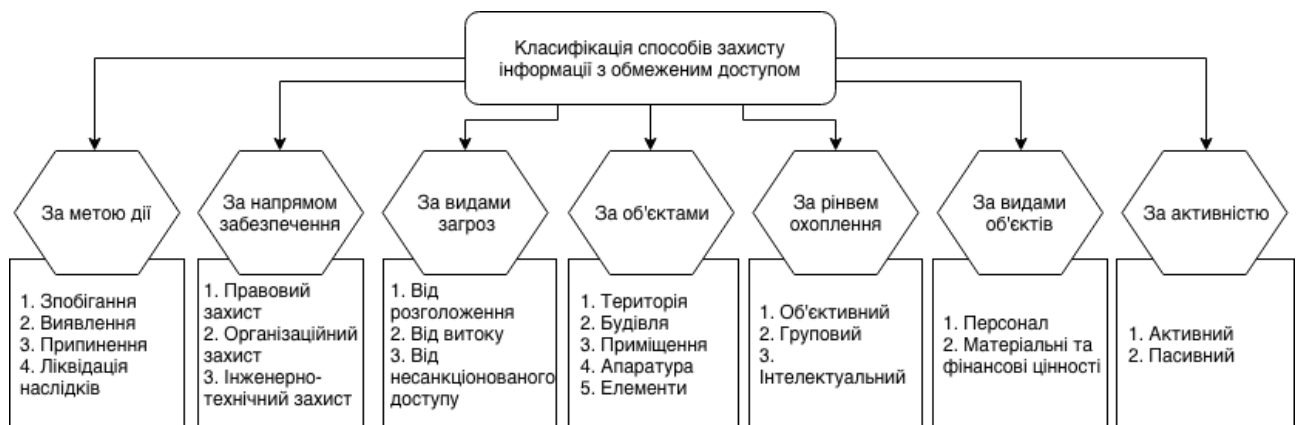 Класифікація способів захисту
інформації з обмеженим доступом
За метою дії
За напрямом
забезпечення
За видами
загроз
За об'єктами
За рінвем
охоплення
За видами
об'єктів
За активністю
1. Зпобігання
2. Виявлення
3. Припинення
4. Ліквідація
наслідків
1. Правовий
захист
2. Організаційний
захист
3. Інженерно-
технічний захист
1. Від
розголоження
2. Від витоку
3. Від
несанкціонованого
доступу
1. Територія
2. Будівля
3. Приміщення
4. Апаратура
5. Елементи
1. Об'єктивний
2. Груповий
3.
Інтелектуальний
1. Персонал
2. Матеріальні та
фінансові цінності
1. Активний
2. Пасивний